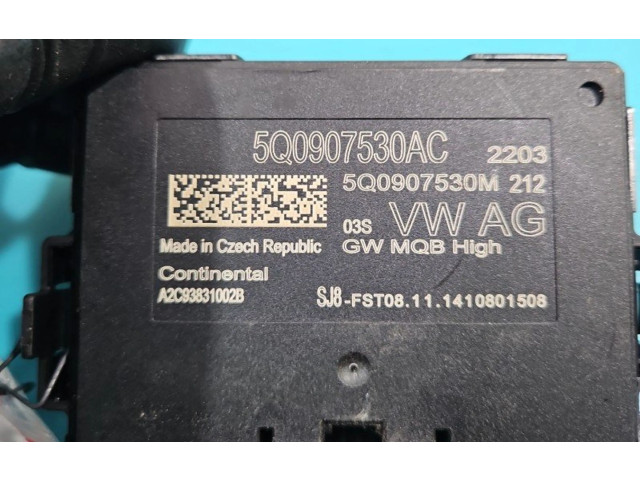 5Q0907530AC 2203
5Q0907530M 212
03S VW AG
Made in Czech Republic GW MQB High
Continental
A2C93831002B SJ8-FST08.11.1410801508